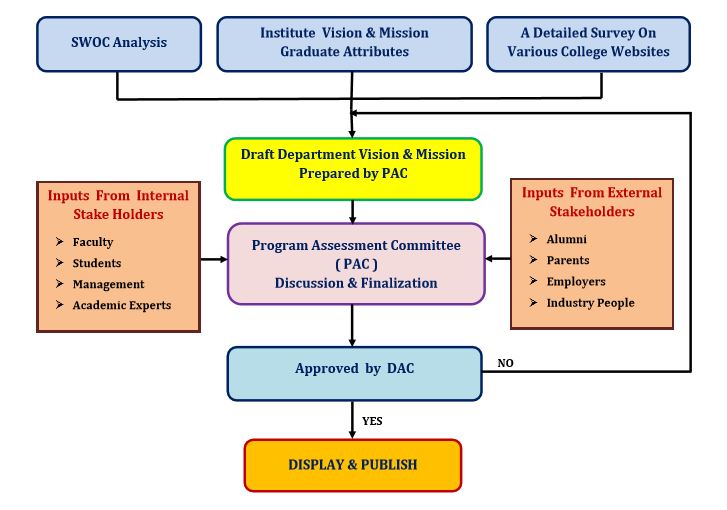 SWOC Analysis
Institute Vision & Mission
Graduate Attributes
A Detailed Survey On
Various College Websites
Draft Department Vision & Mission
Prepared by PAC
Inputs From Internal
Stake Holders
Faculty
Students
Management
Academic Experts
Program Assessment Committee
( PAC )
Discussion & Finalization
Inputs From External
Stakeholders
Alumni
Parents
Employers
Industry People
Approved by DAC
NO
YES
DISPLAY & PUBLISH